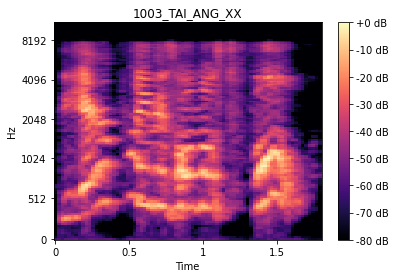 1003_TAI_ANG_XX
+0 dB
8192
-10 dB
4096
-20 dB
-30 dB
Hz
2048
-40 dB
1024
-50 dB
512
-60 dB
-70 dB
0
-80 dB
0
0.5
1
1.5
Time